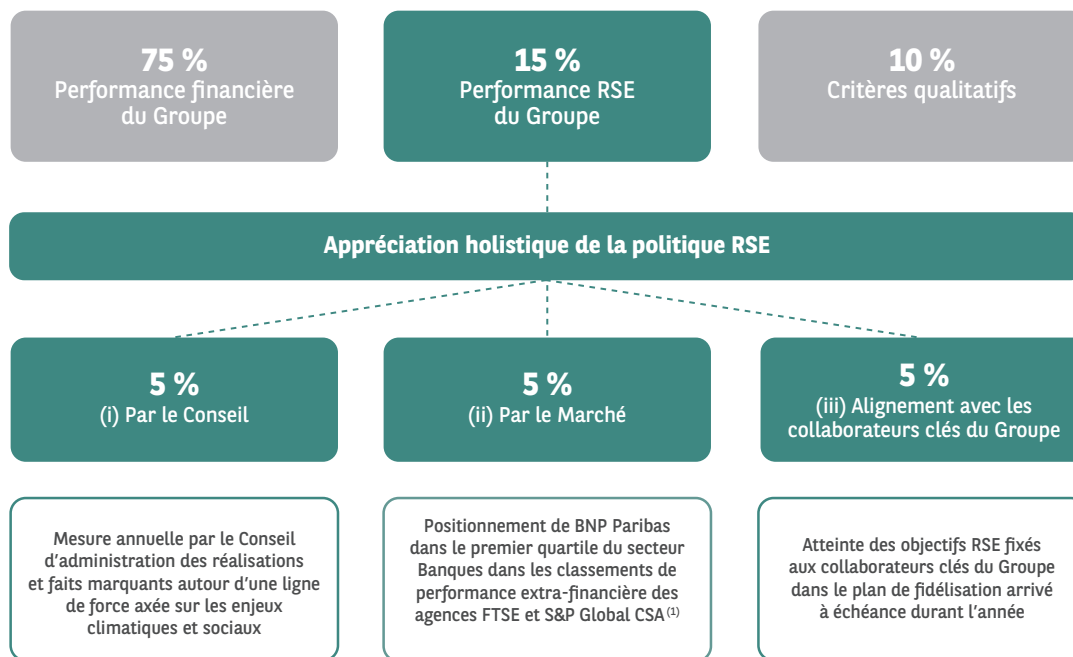 75 %
Performance financière
du Groupe
15 %
Performance RSE
du Groupe
10 %
Critères qualitatifs
Appréciation holistique de la politique RSE
5 %
(i) Par le Conseil
5 %
(ii) Par le Marché
5 %
(iii) Alignement avec les
collaborateurs clés du Groupe
Mesure annuelle par le Conseil
d’administration des réalisations
et faits marquants autour d’une ligne
de force axée sur les enjeux
climatiques et sociaux
Positionnement de BNP Paribas
dans le premier quartile du secteur
Banques dans les classements de
performance extra-financière des
agences FTSE et S&P Global CSA(1)
Atteinte des objectifs RSE fixés
aux collaborateurs clés du Groupe
dans le plan de fidélisation arrivé
à échéance durant l’année